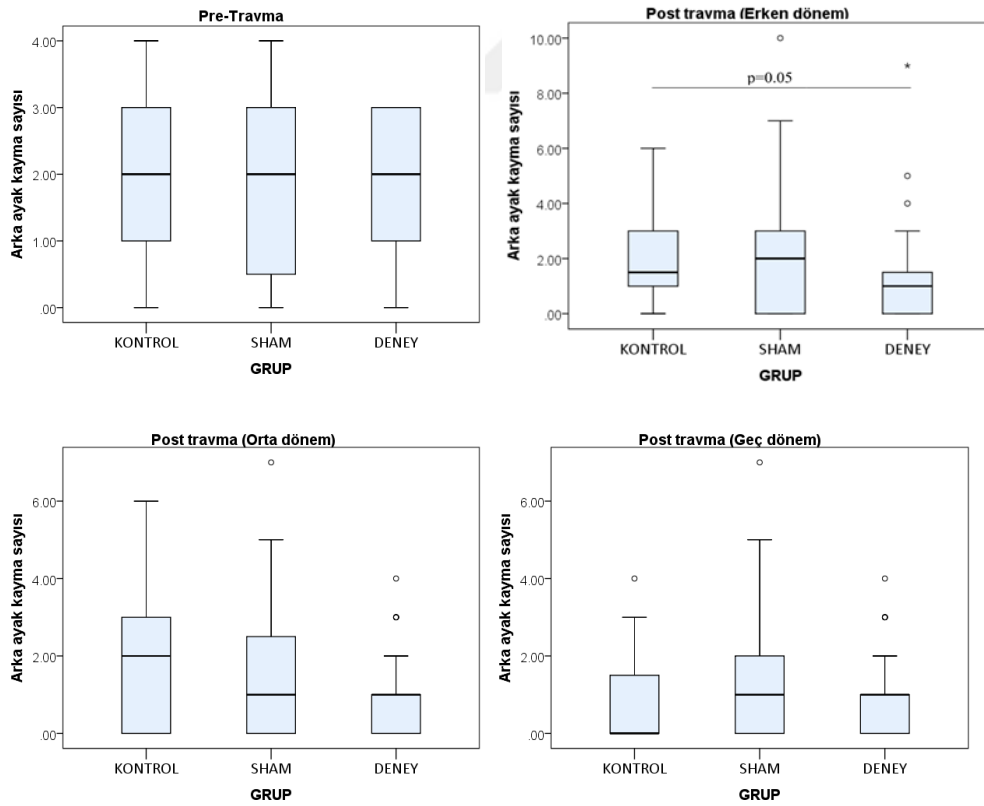 Pre-Travma
Arka ayak kayma sayısı
4.00
3.00
2.00
1.00
.00
KONTROL SHAM DENEY
GRUP
Post travma (Erken dönem)
Arka ayak kayma sayısı
10.00
8.00
6.00
4.00
2.00
.00
p=0.05
*
KONTROL SHAM DENEY
GRUP
Post travma (Orta dönem)
Arka ayak kayma sayısı
6.00
4.00
2.00
.00
KONTROL SHAM DENEY
GRUP
Post travma (Geç dönem)
Arka ayak kayma sayısı
6.00
4.00
2.00
.00
KONTROL SHAM DENEY
GRUP